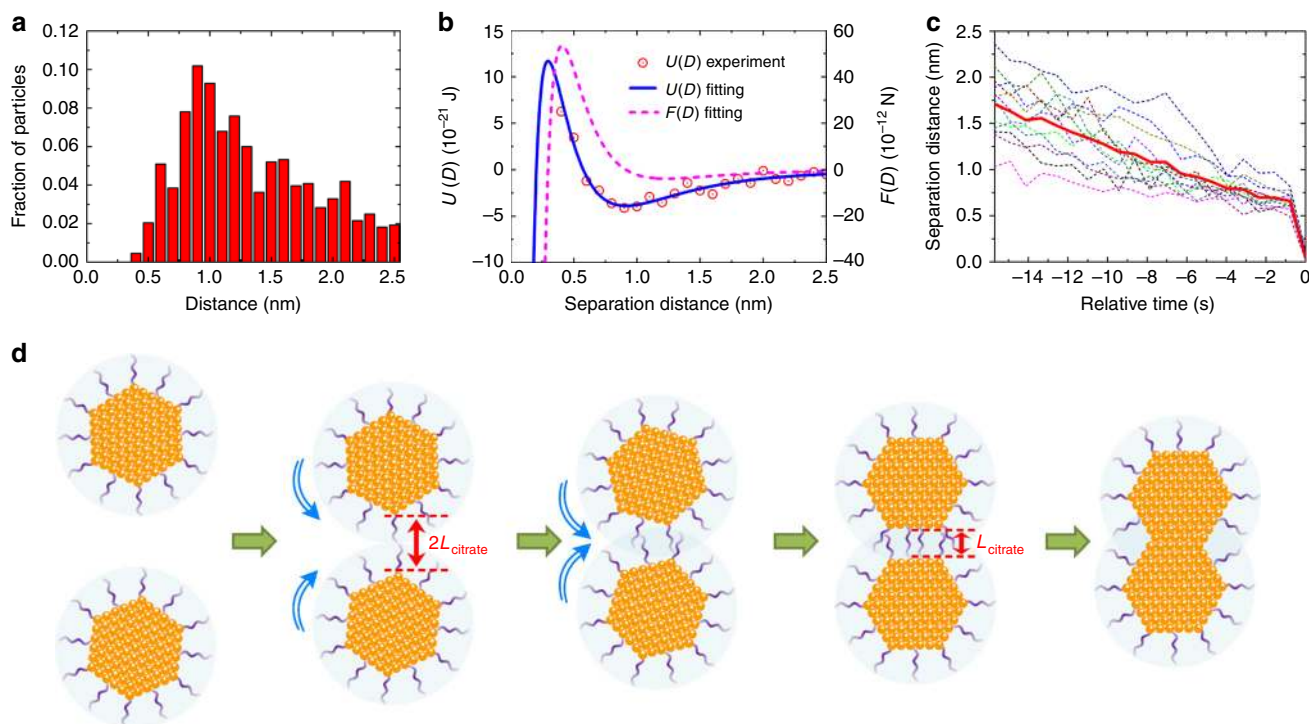 a
0.12
0.10
0.08
0.06
0.04
0.02
0.00
Fraction of particles
0.0 0.5 1.0 1.5 2.0 2.5
Distance (nm)
b
15
10
5
0
−5
−10
U(D) (10⁻²¹ J)
U(D) experiment
U(D) fitting
F(D) fitting
60
40
20
0
−20
−40
F(D) (10⁻¹² N)
0.0 0.5 1.0 1.5 2.0 2.5
Separation distance (nm)
c
2.5
2.0
1.5
1.0
0.5
0.0
Separation distance (nm)
−14 −12 −10 −8 −6 −4 −2 0
Relative time (s)
d
2Lcitrate
Lcitrate